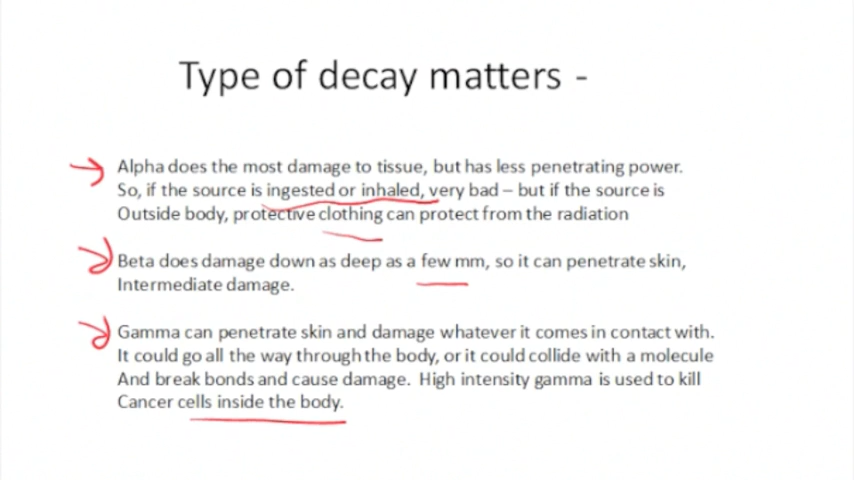 Type of decay matters -
Alpha does the most damage to tissue, but has less penetrating power.
So, if the source is ingested or inhaled, very bad – but if the source is
Outside body, protective clothing can protect from the radiation
Beta does damage down as deep as a few mm, so it can penetrate skin,
Intermediate damage.
Gamma can penetrate skin and damage whatever it comes in contact with.
It could go all the way through the body, or it could collide with a molecule
And break bonds and cause damage. High intensity gamma is used to kill
Cancer cells inside the body.